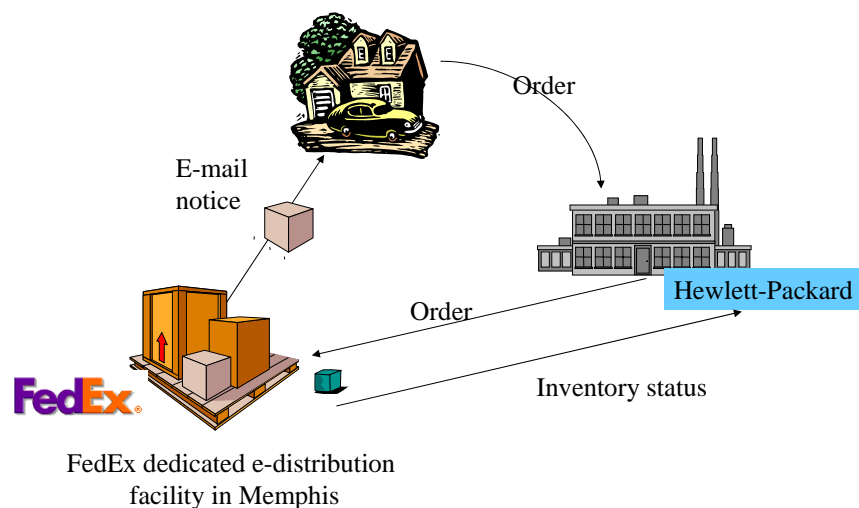 Order
E-mail
notice
Hewlett-Packard
Order
Inventory status
FedEx®
FedEx dedicated e-distribution
facility in Memphis